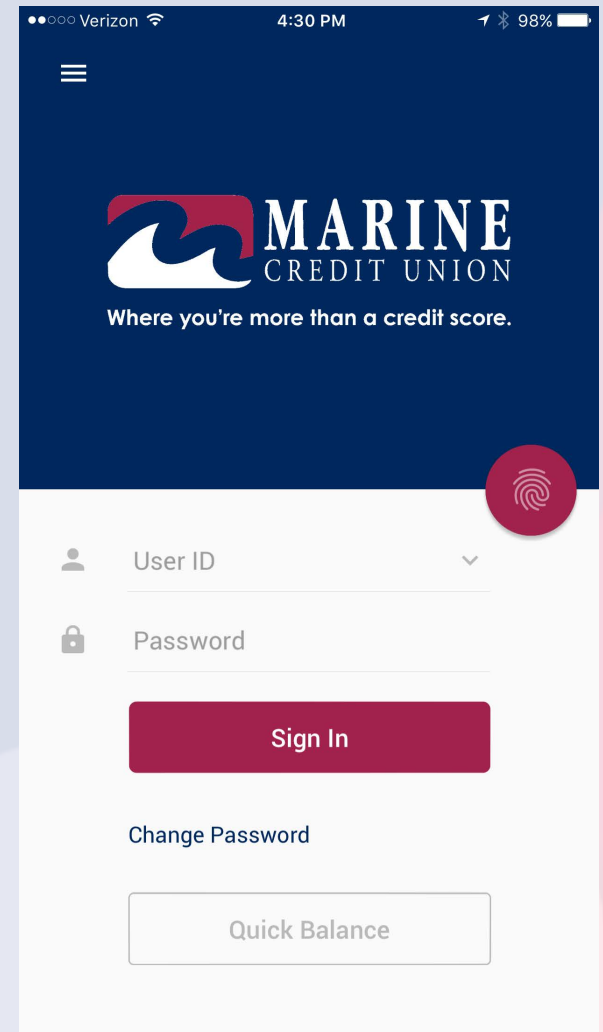 Verizon 4:30 PM 98%
MARINE
CREDIT UNION
Where you're more than a credit score.
User ID
Password
Sign In
Change Password
Quick Balance